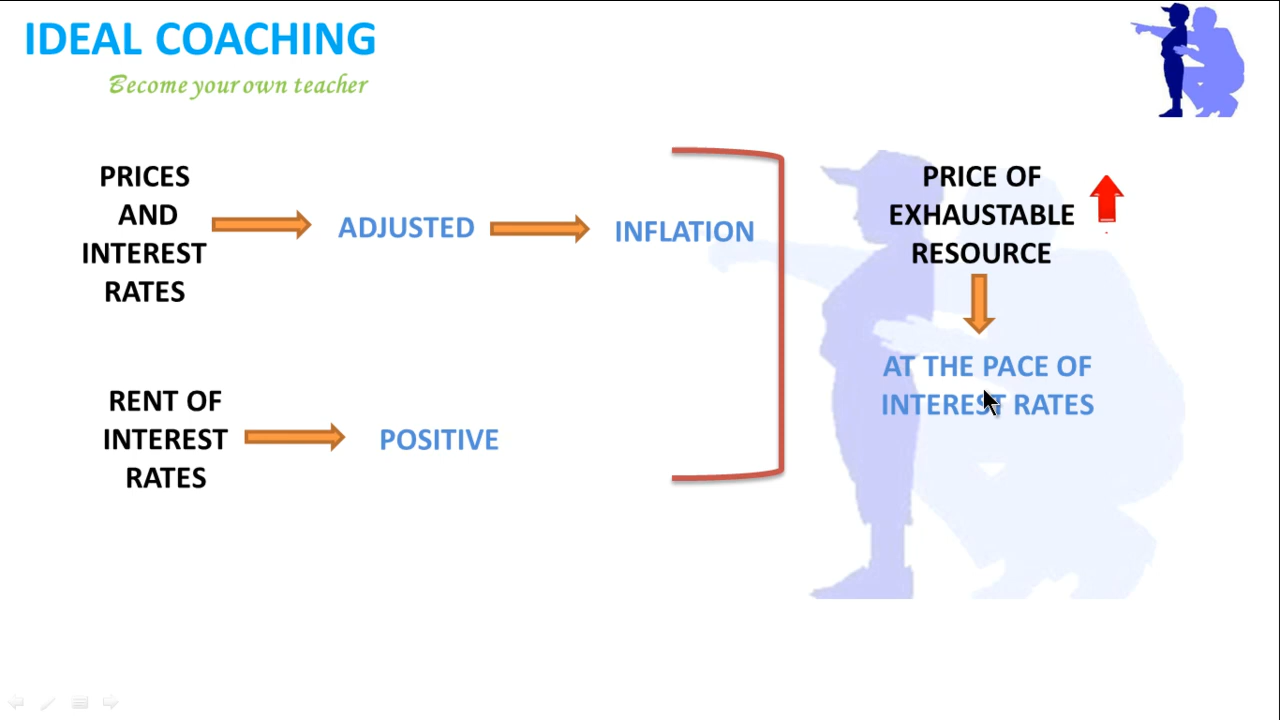 IDEAL COACHING
Become your own teacher
PRICES
AND
INTEREST
RATES
ADJUSTED
INFLATION
RENT OF
INTEREST
RATES
POSITIVE
PRICE OF
EXHAUSTABLE
RESOURCE
AT THE PACE OF
INTEREST RATES